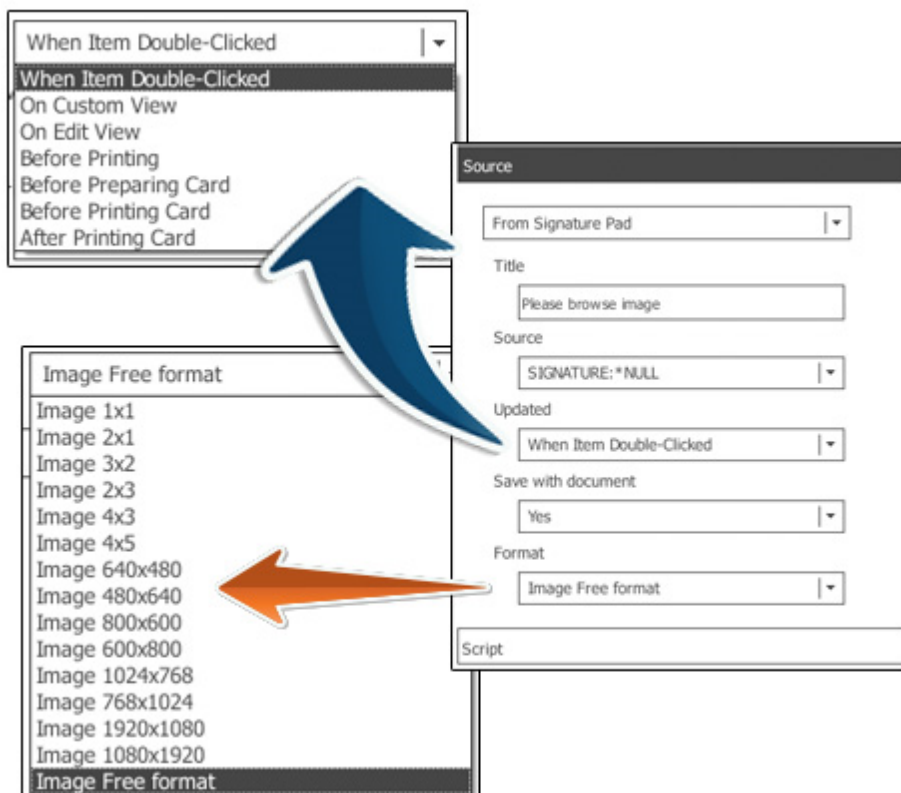 When Item Double-Clicked
When Item Double-Clicked
On Custom View
On Edit View
Before Printing
Before Preparing Card
Before Printing Card
After Printing Card
Source
From Signature Pad
Title
Please browse image
Source
SIGNATURE:*NULL
Updated
When Item Double-Clicked
Save with document
Yes
Format
Image Free format
Script
Image Free format
Image 1x1
Image 2x1
Image 3x2
Image 2x3
Image 4x3
Image 4x5
Image 640x480
Image 480x640
Image 800x600
Image 600x800
Image 1024x768
Image 768x1024
Image 1920x1080
Image 1080x1920
Image Free format